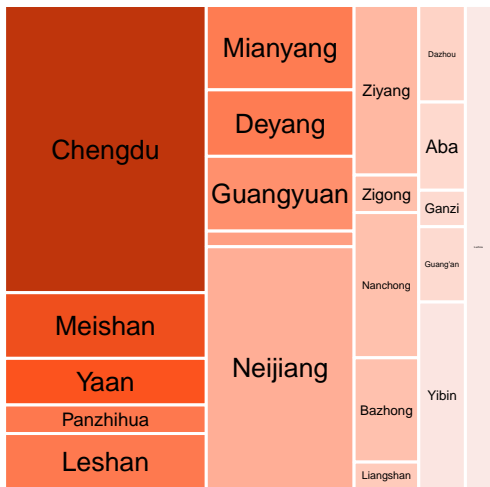 Chengdu
Meishan
Yaan
Panzhihua
Leshan
Mianyang
Deyang
Guangyuan
Neijiang
Ziyang
Zigong
Nanchong
Bazhong
Liangshan
Dazhou
Aba
Ganzi
Guang'an
Yibin